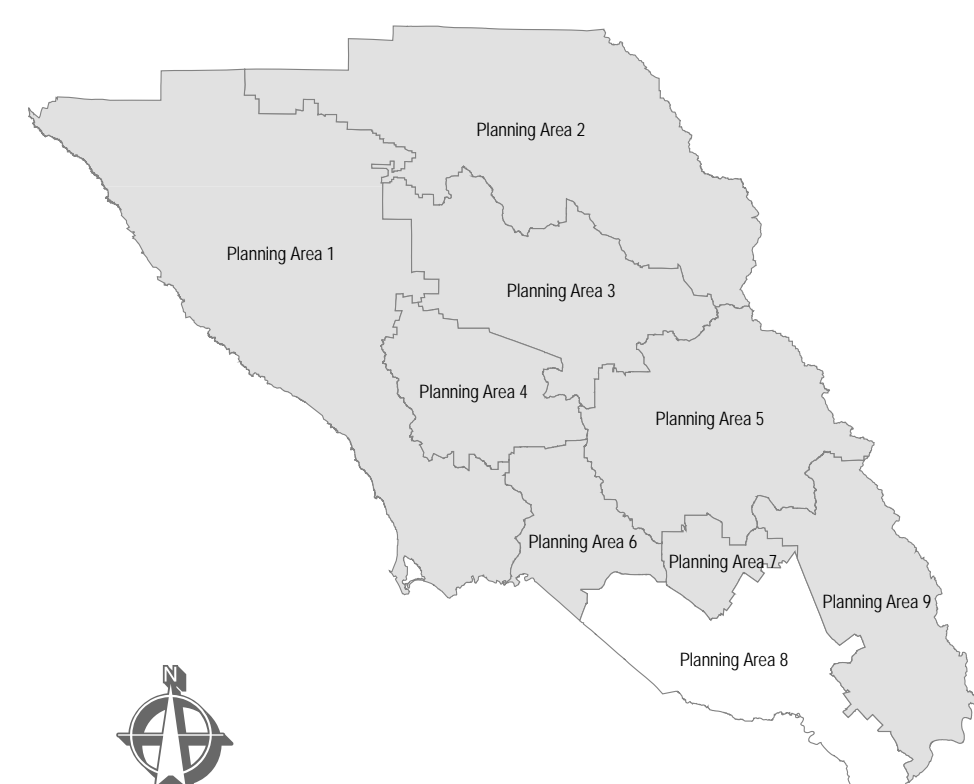 Planning Area 2
Planning Area 1
Planning Area 3
Planning Area 4
Planning Area 5
Planning Area 6
Planning Area 7
Planning Area 9
Planning Area 8
N